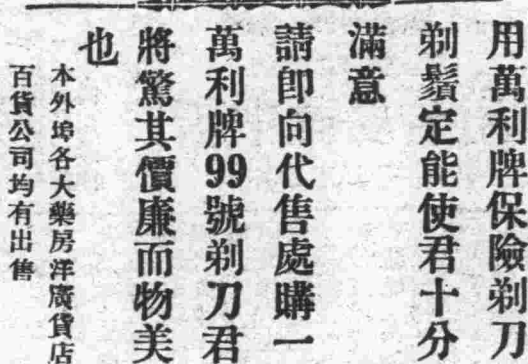 用萬利牌保險剃刀
剃鬚定能使君十分
滿意
請卽向代售處購一
萬利牌99號剃刀君
將驚其價廉而物美
也
本外埠各大藥房洋廣貨店
百貨公司均有出售